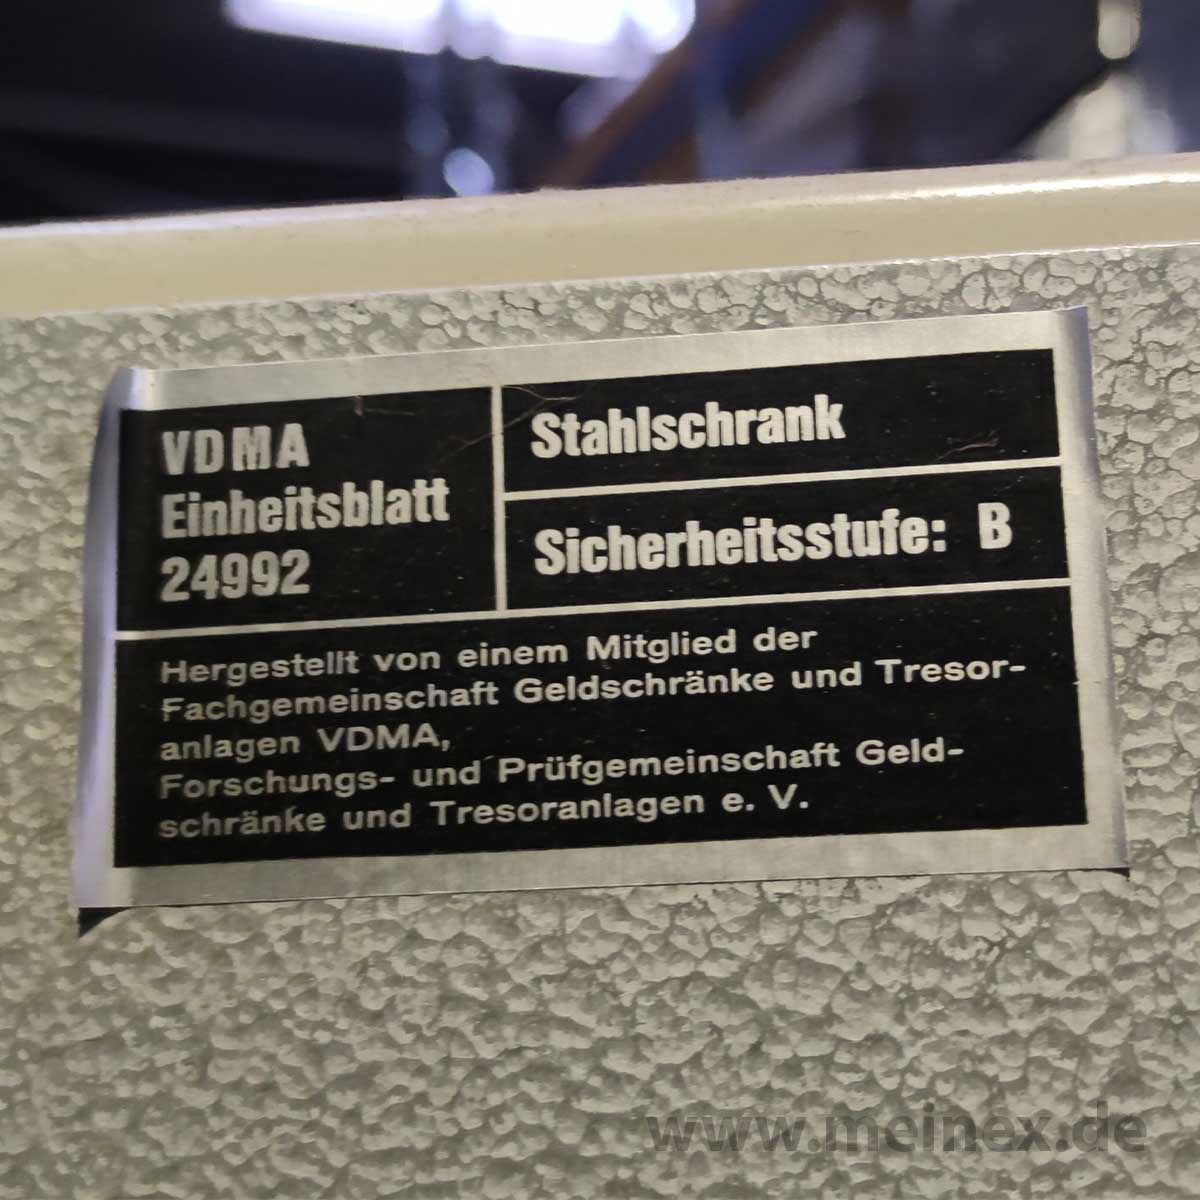 VDMA
Einheitsblatt
24992
Stahlschrank
Sicherheitsstufe: B
Hergestellt von einem Mitglied der
Fachgemeinschaft Geldschränke und Tresor-
anlagen VDMA,
Forschungs- und Prüfgemeinschaft Geld-
schränke und Tresoranlagen e. V.
www.meinex.de